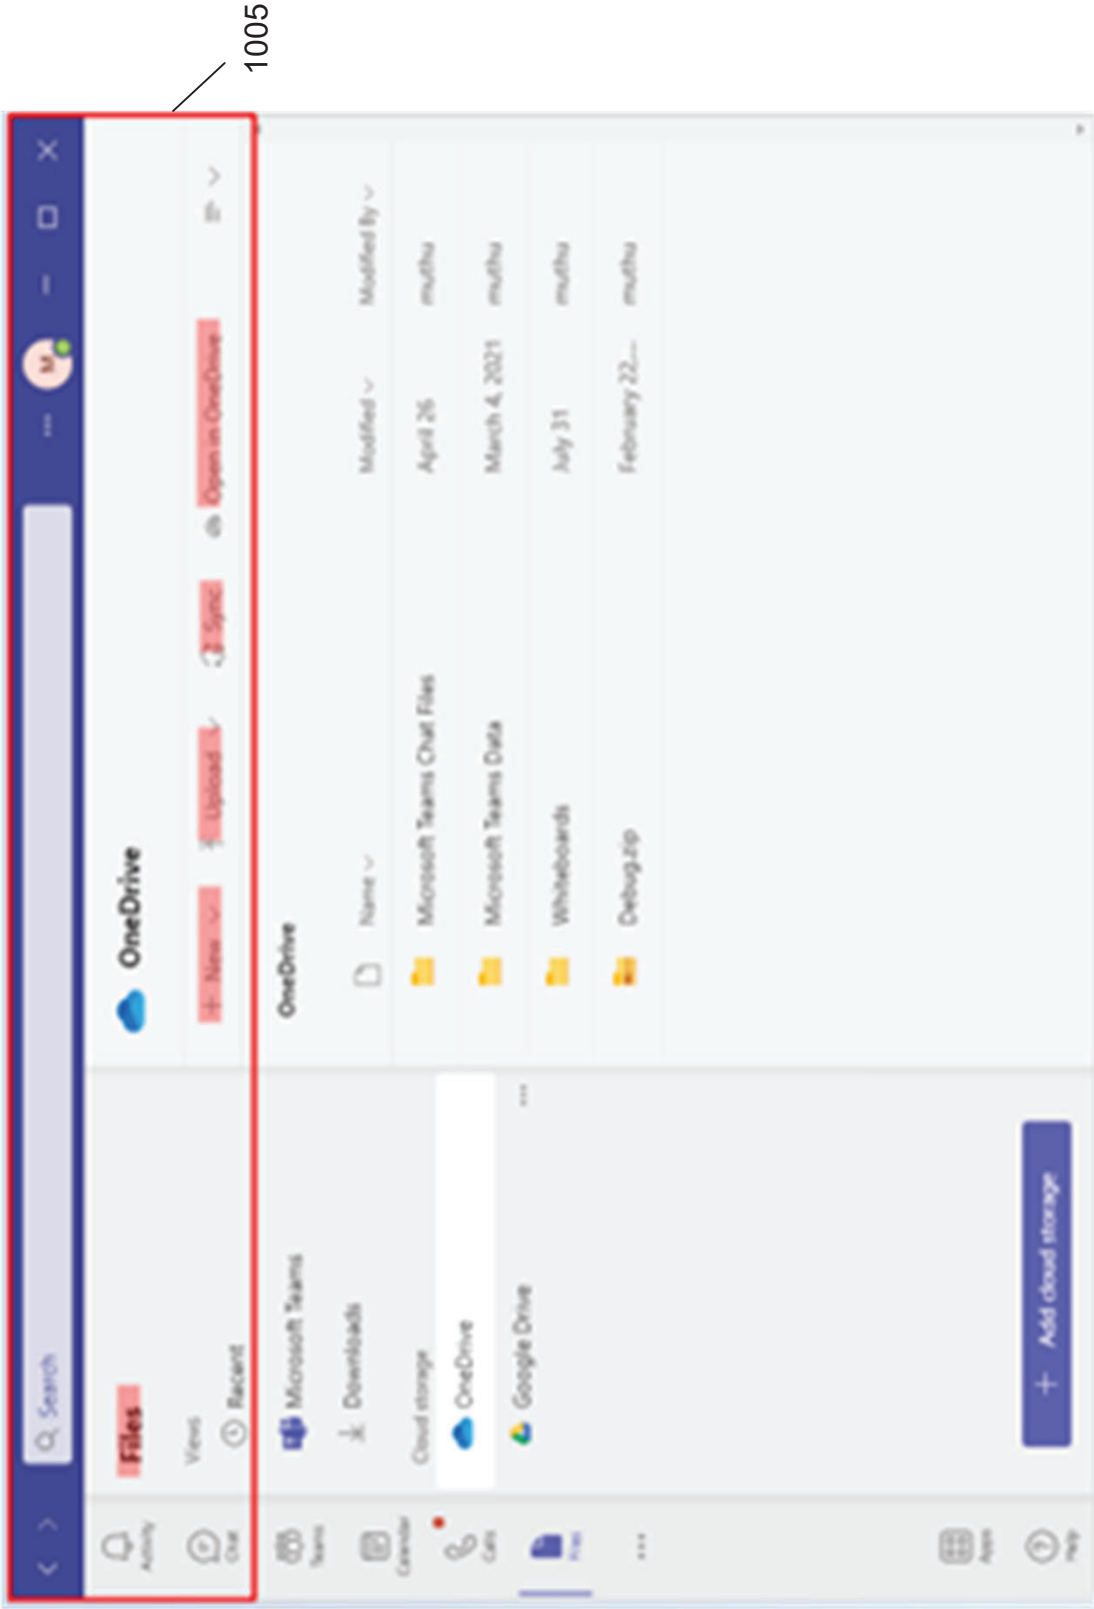 1005
Search
M
Activity
Chat
Teams
Calendar
Calls
Files
Apps
Help
Files
Views
Recent
Microsoft Teams
Downloads
Cloud storage
OneDrive
Google Drive
Add cloud storage
OneDrive
+ New
Upload
Sync
Open in OneDrive
OneDrive
Name Modified Modified By
Microsoft Teams Chat Files April 26 muthu
Microsoft Teams Data March 4, 2021 muthu
Whiteboards July 31 muthu
Debug.zip February 22,... muthu